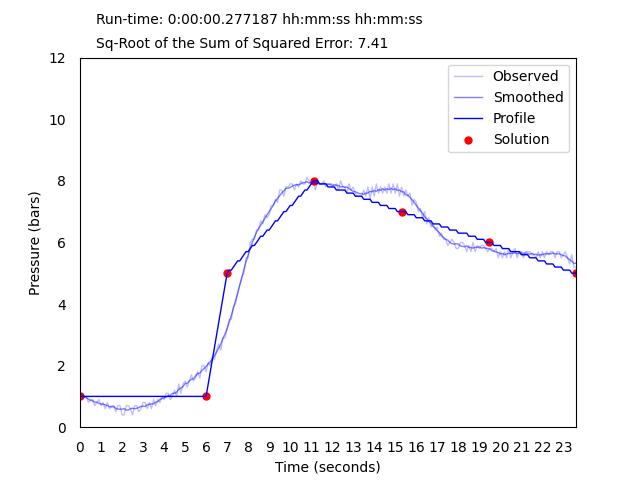 Run-time: 0:00:00.277187 hh:mm:ss hh:mm:ss
Sq-Root of the Sum of Squared Error: 7.41
12
10
8
6
4
2
0
Pressure (bars)
Observed
Smoothed
Profile
Solution
0 1 2 3 4 5 6 7 8 9 10 11 12 13 14 15 16 17 18 19 20 21 22 23
Time (seconds)